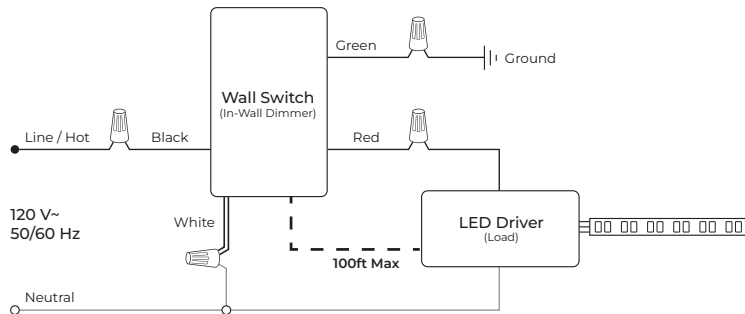 Green
Ground
Wall Switch
(In-Wall Dimmer)
Line / Hot
Black
Red
120 V~
50/60 Hz
White
LED Driver
(Load)
100ft Max
Neutral